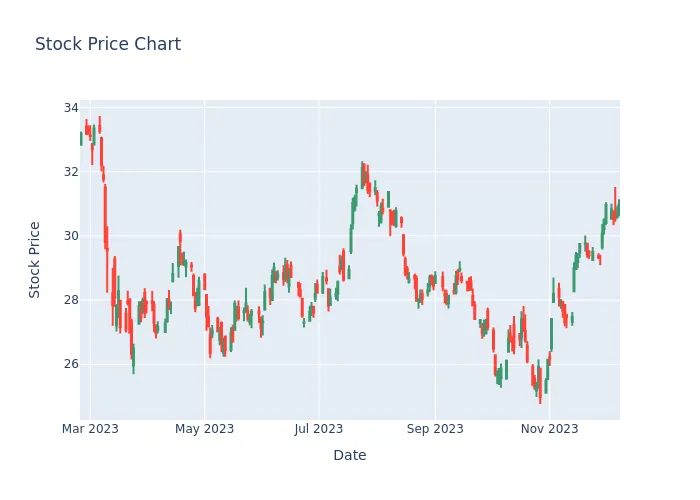 Stock Price Chart
Stock Price
34
32
30
28
26
Mar 2023
May 2023
Jul 2023
Sep 2023
Nov 2023
Date